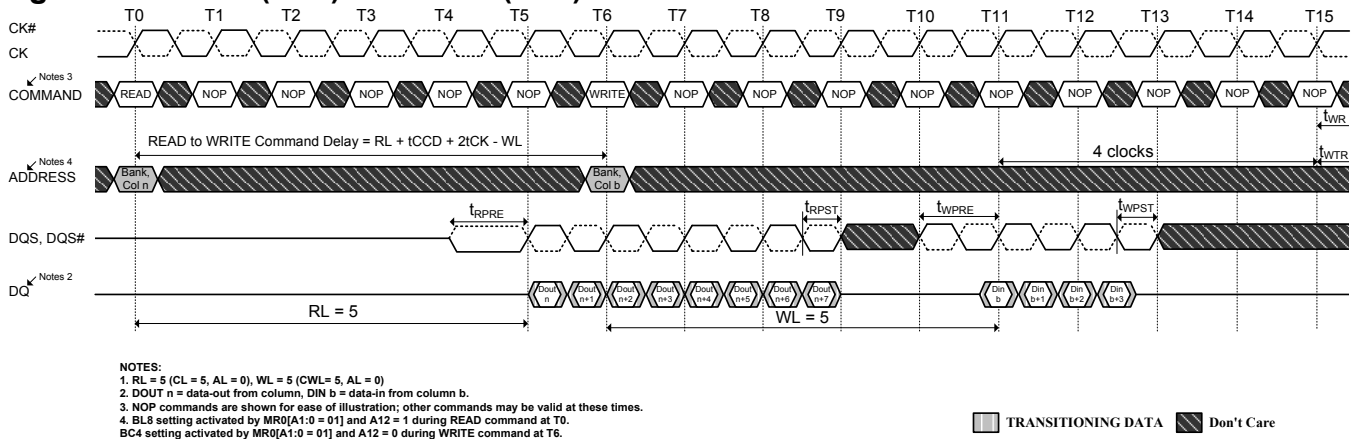 T0 T1 T2 T3 T4 T5 T6 T7 T8 T9 T10 T11 T12 T13 T14 T15
CK#
CK
Notes 3
COMMAND READ NOP NOP NOP NOP NOP WRITE NOP NOP NOP NOP NOP NOP NOP NOP NOP
tWR
READ to WRITE Command Delay = RL + tCCD + 2tCK - WL
4 clocks
tWTR
Notes 4
ADDRESS Bank, Col n Bank, Col b
tRPRE tRPST tWPRE tWPST
DQS, DQS#
Notes 2
DQ Dout n Dout n+1 Dout n+2 Dout n+3 Dout n+4 Dout n+5 Dout n+6 Dout n+7 Din b Din b+1 Din b+2 Din b+3
RL = 5 WL = 5
NOTES:
1. RL = 5 (CL = 5, AL = 0), WL = 5 (CWL= 5, AL = 0)
2. DOUT n = data-out from column, DIN b = data-in from column b.
3. NOP commands are shown for ease of illustration; other commands may be valid at these times.
4. BL8 setting activated by MR0[A1:0 = 01] and A12 = 1 during READ command at T0.
BC4 setting activated by MR0[A1:0 = 01] and A12 = 0 during WRITE command at T6.
TRANSITIONING DATA Don't Care